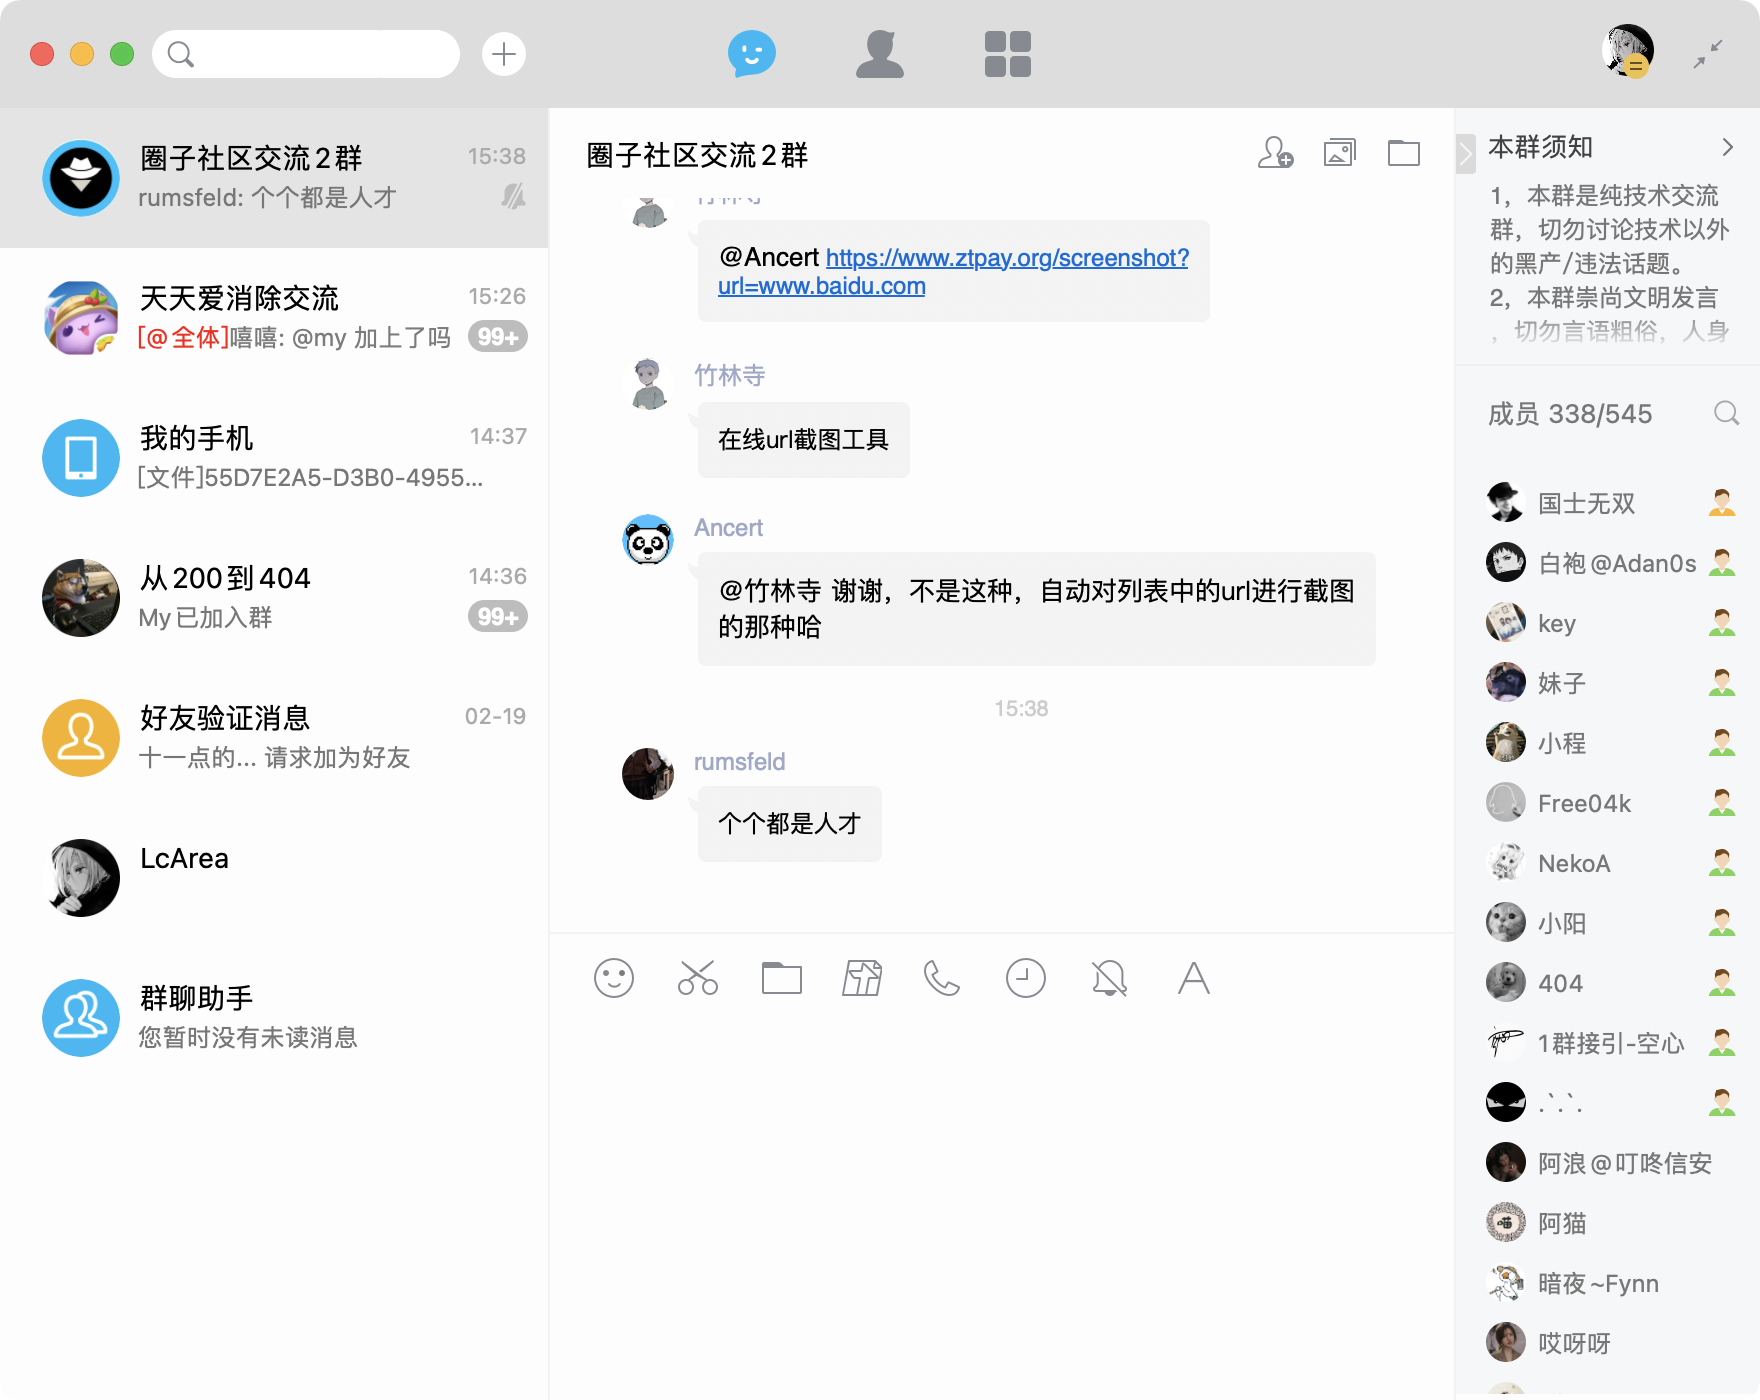 圈子社区交流2群
15:38
rumsfeld: 个个都是人才
天天爱消除交流
15:26
[@全体]嘻嘻: @my 加上了吗
99+
我的手机
14:37
[文件]55D7E2A5-D3B0-4955...
从200到404
14:36
My已加入群
99+
好友验证消息
02-19
十一点的... 请求加为好友
LcArea
群聊助手
您暂时没有未读消息
圈子社区交流2群
@Ancert https://www.ztpay.org/screenshot?
url=www.baidu.com
竹林寺
在线url截图工具
Ancert
@竹林寺 谢谢，不是这种，自动对列表中的url进行截图
的那种哈
15:38
rumsfeld
个个都是人才
本群须知
1，本群是纯技术交流
群，切勿讨论技术以外
的黑产/违法话题。
2，本群崇尚文明发言
，切勿言语粗俗，人身
成员 338/545
国士无双
白袍@Adan0s
key
妹子
小程
Free04k
NekoA
小阳
404
1群接引-空心
.`.`.
阿浪@叮咚信安
阿猫
暗夜~Fynn
哎呀呀